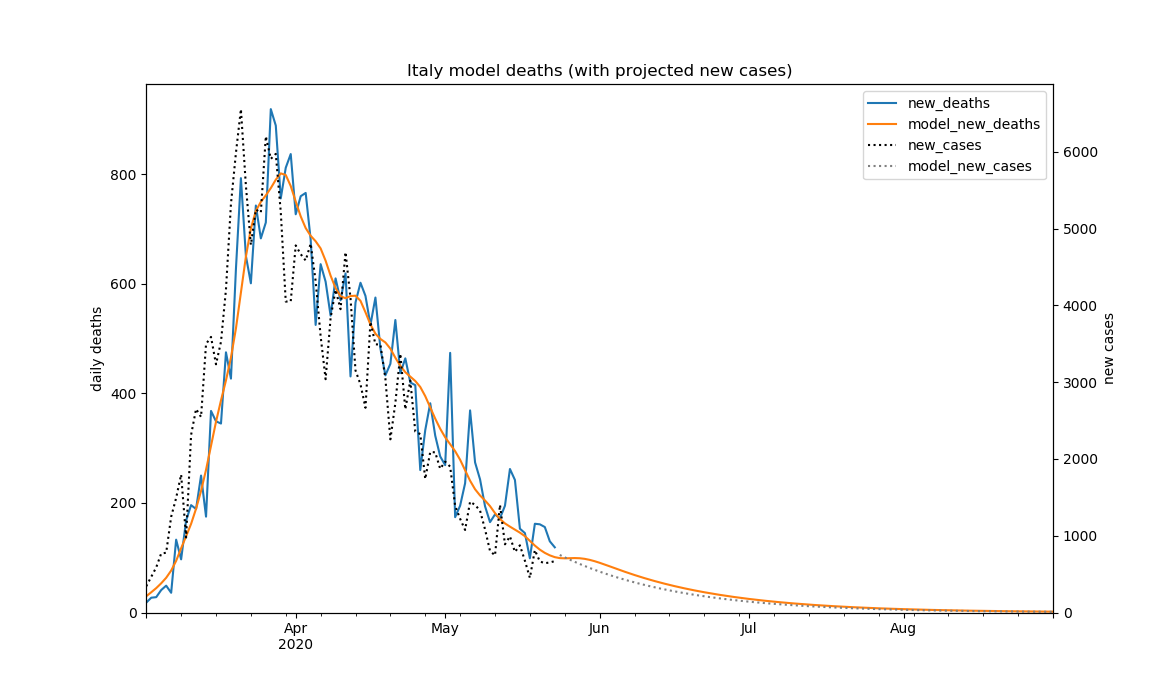 Italy model deaths (with projected new cases)
new_deaths
model_new_deaths
new_cases
model_new_cases
daily deaths
800
600
400
200
0
new cases
6000
5000
4000
3000
2000
1000
0
Apr
2020
May
Jun
Jul
Aug